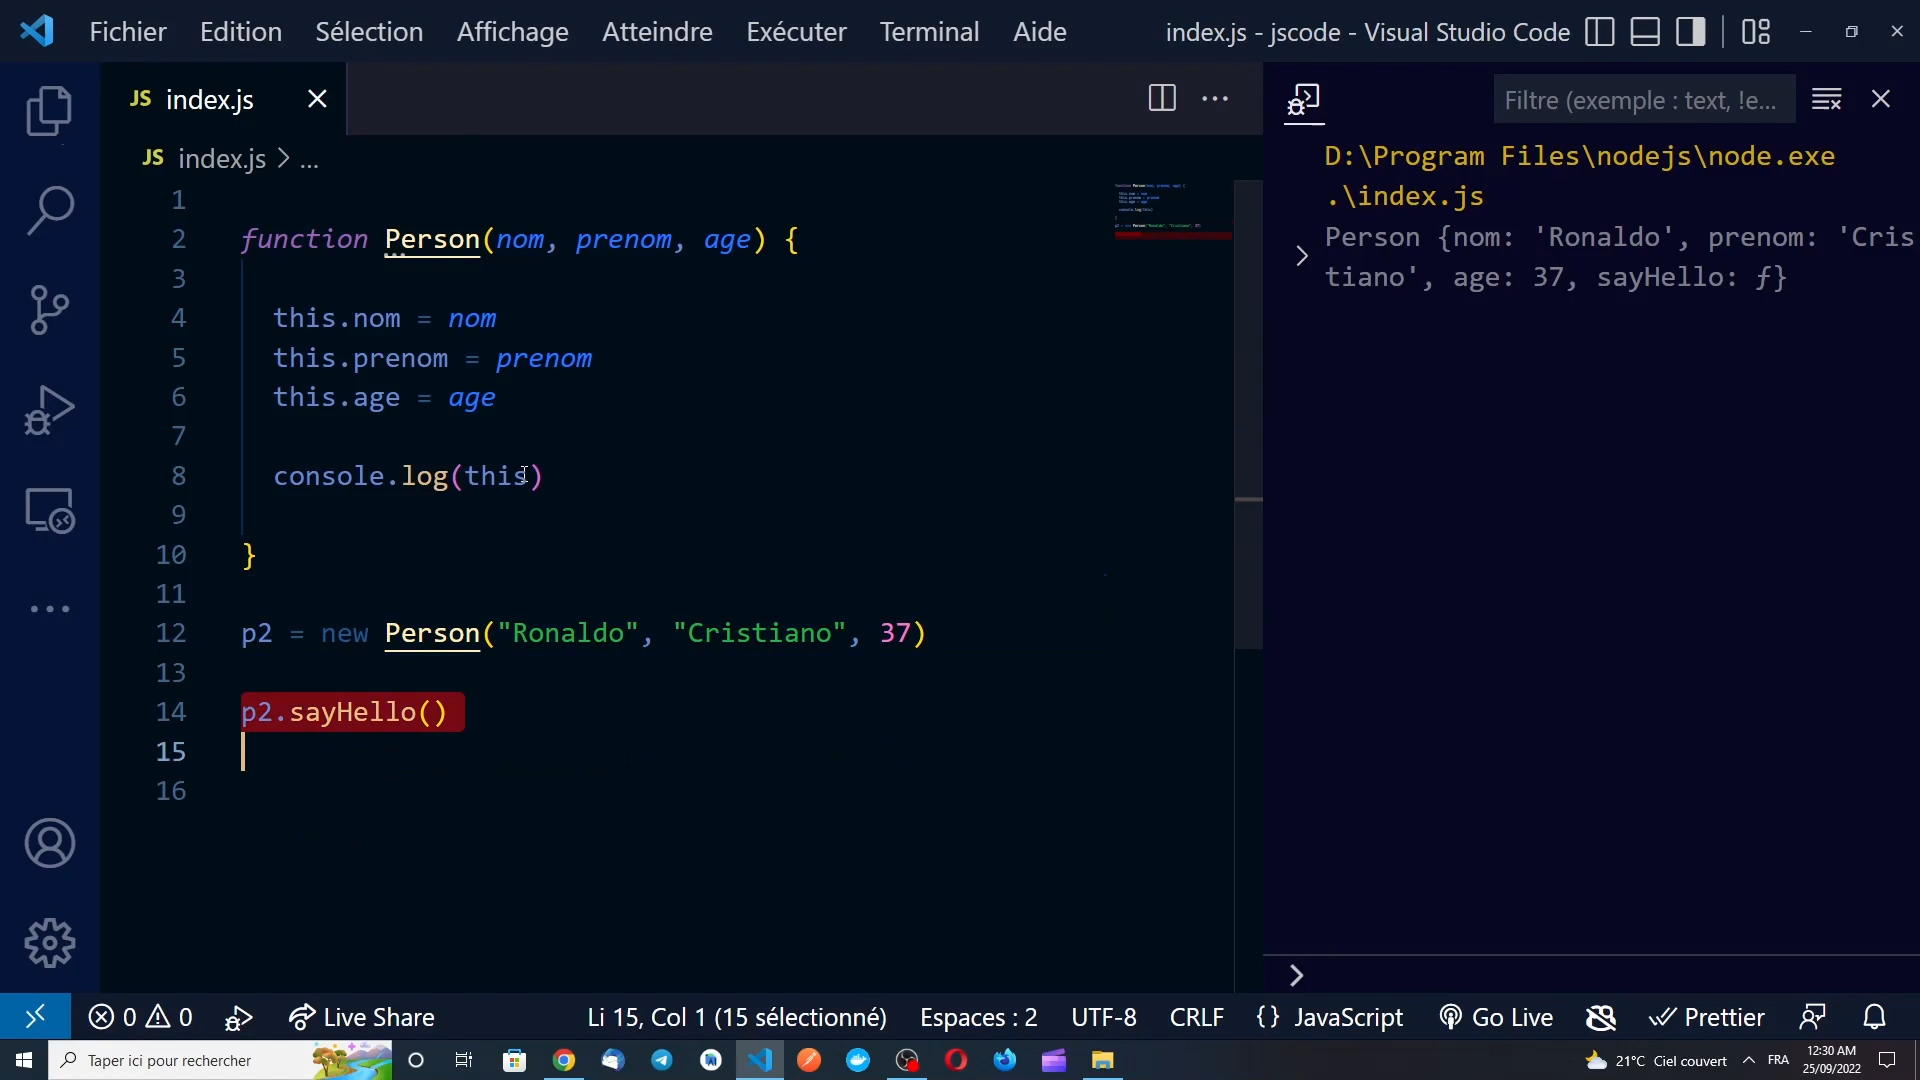 Fichier Edition Sélection Affichage Atteindre Exécuter Terminal Aide index.js - jscode - Visual Studio Code
JS index.js
JS index.js > ...
Filtre (exemple : text, !e...
1
2 function Person(nom, prenom, age) {
3
4 this.nom = nom
5 this.prenom = prenom
6 this.age = age
7
8 console.log(this)
9
10 }
11
12 p2 = new Person("Ronaldo", "Cristiano", 37)
13
14 p2.sayHello()
15
16
D:\Program Files\nodejs\node.exe
.\index.js
Person {nom: 'Ronaldo', prenom: 'Cris
tiano', age: 37, sayHello: ƒ}
0 0 Live Share Li 15, Col 1 (15 sélectionné) Espaces : 2 UTF-8 CRLF {} JavaScript Go Live Prettier
Taper ici pour rechercher 21°C Ciel couvert FRA 12:30 AM
25/09/2022